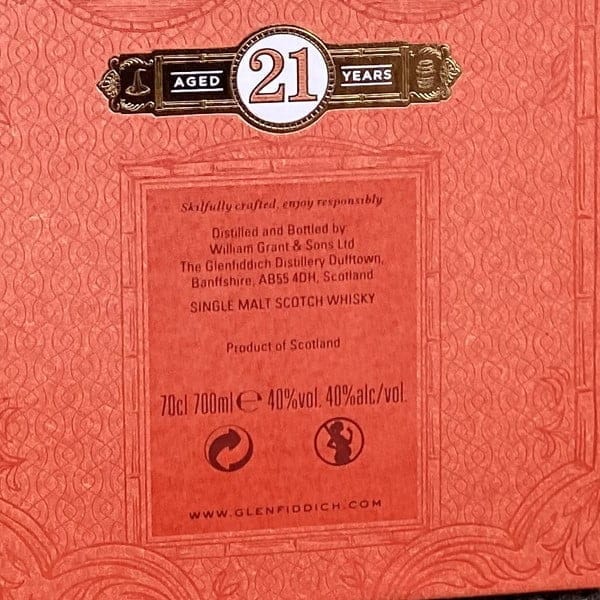 AGED 21 YEARS
Skilfully crafted, enjoy responsibly
Distilled and Bottled by:
William Grant & Sons Ltd
The Glenfiddich Distillery Dufftown,
Banffshire, AB55 4DH, Scotland
SINGLE MALT SCOTCH WHISKY
Product of Scotland
70cl 700ml ℮ 40%vol. 40%alc/vol.
WWW.GLENFIDDICH.COM